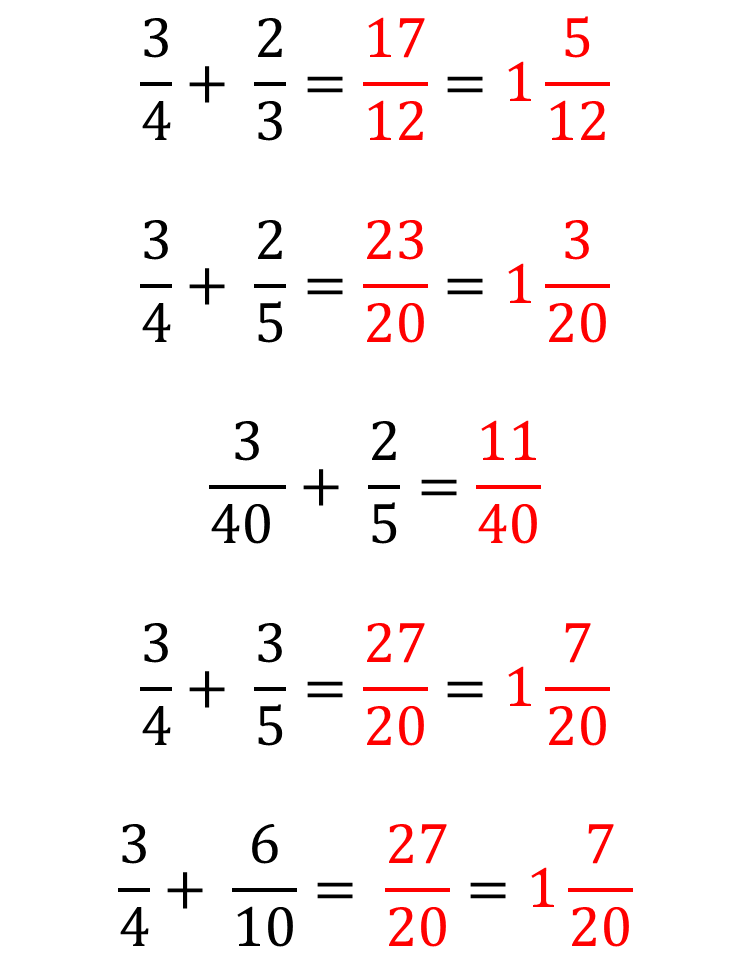 3/4 + 2/3 = 17/12 = 1 5/12
3/4 + 2/5 = 23/20 = 1 3/20
3/40 + 2/5 = 11/40
3/4 + 3/5 = 27/20 = 1 7/20
3/4 + 6/10 = 27/20 = 1 7/20